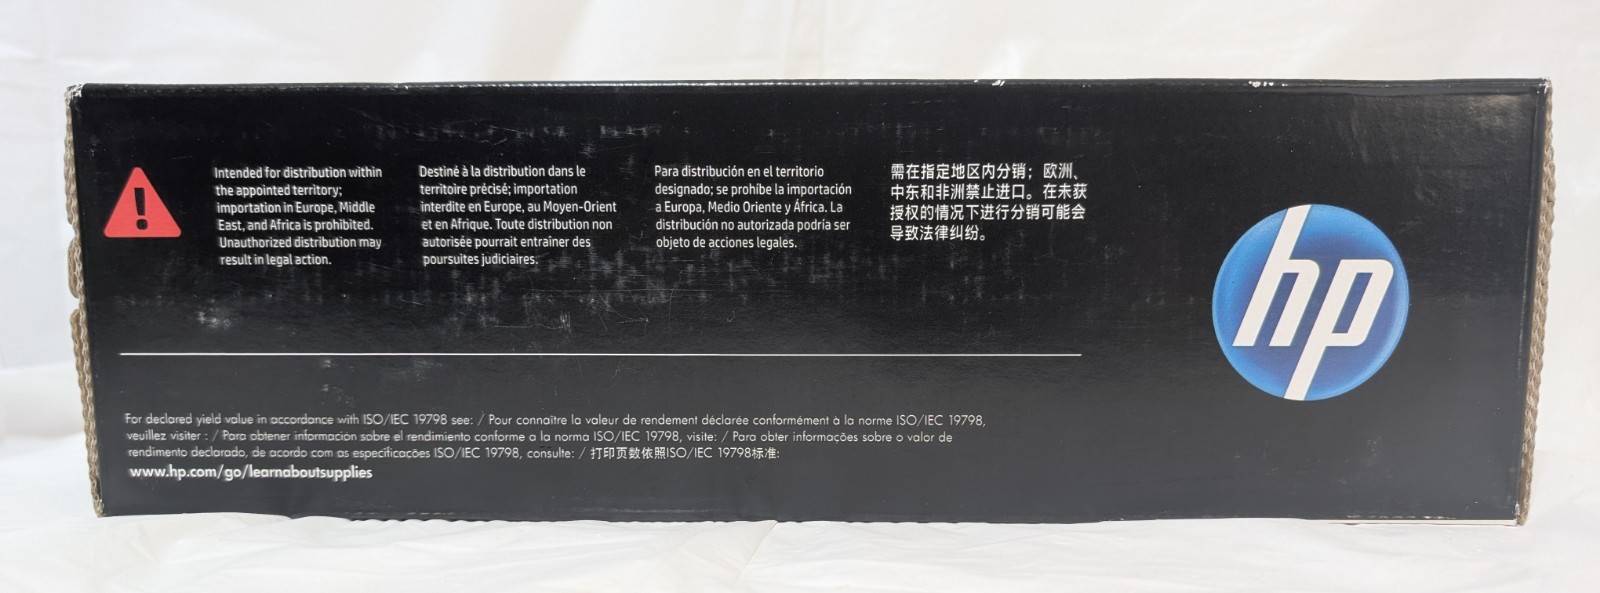 Intended for distribution within
the appointed territory;
importation in Europe, Middle
East, and Africa is prohibited.
Unauthorized distribution may
result in legal action.
Destiné à la distribution dans le
territoire précisé; importation
interdite en Europe, au Moyen-Orient
et en Afrique. Toute distribution non
autorisée pourrait entraîner des
poursuites judiciaires.
Para distribución en el territorio
designado; se prohíbe la importación
a Europa, Medio Oriente y África. La
distribución no autorizada podría ser
objeto de acciones legales.
需在指定地区内分销；欧洲、
中东和非洲禁止进口。在未获
授权的情况下进行分销可能会
导致法律纠纷。
hp
For declared yield value in accordance with ISO/IEC 19798 see: / Pour connaître la valeur de rendement déclarée conformément à la norme ISO/IEC 19798,
veuillez visiter : / Para obtener información sobre el rendimiento conforme a la norma ISO/IEC 19798, visite: / Para obter informações sobre o valor de
rendimento declarado, de acordo com as especificações ISO/IEC 19798, consulte: / 打印页数依照ISO/IEC 19798标准:
www.hp.com/go/learnaboutsupplies